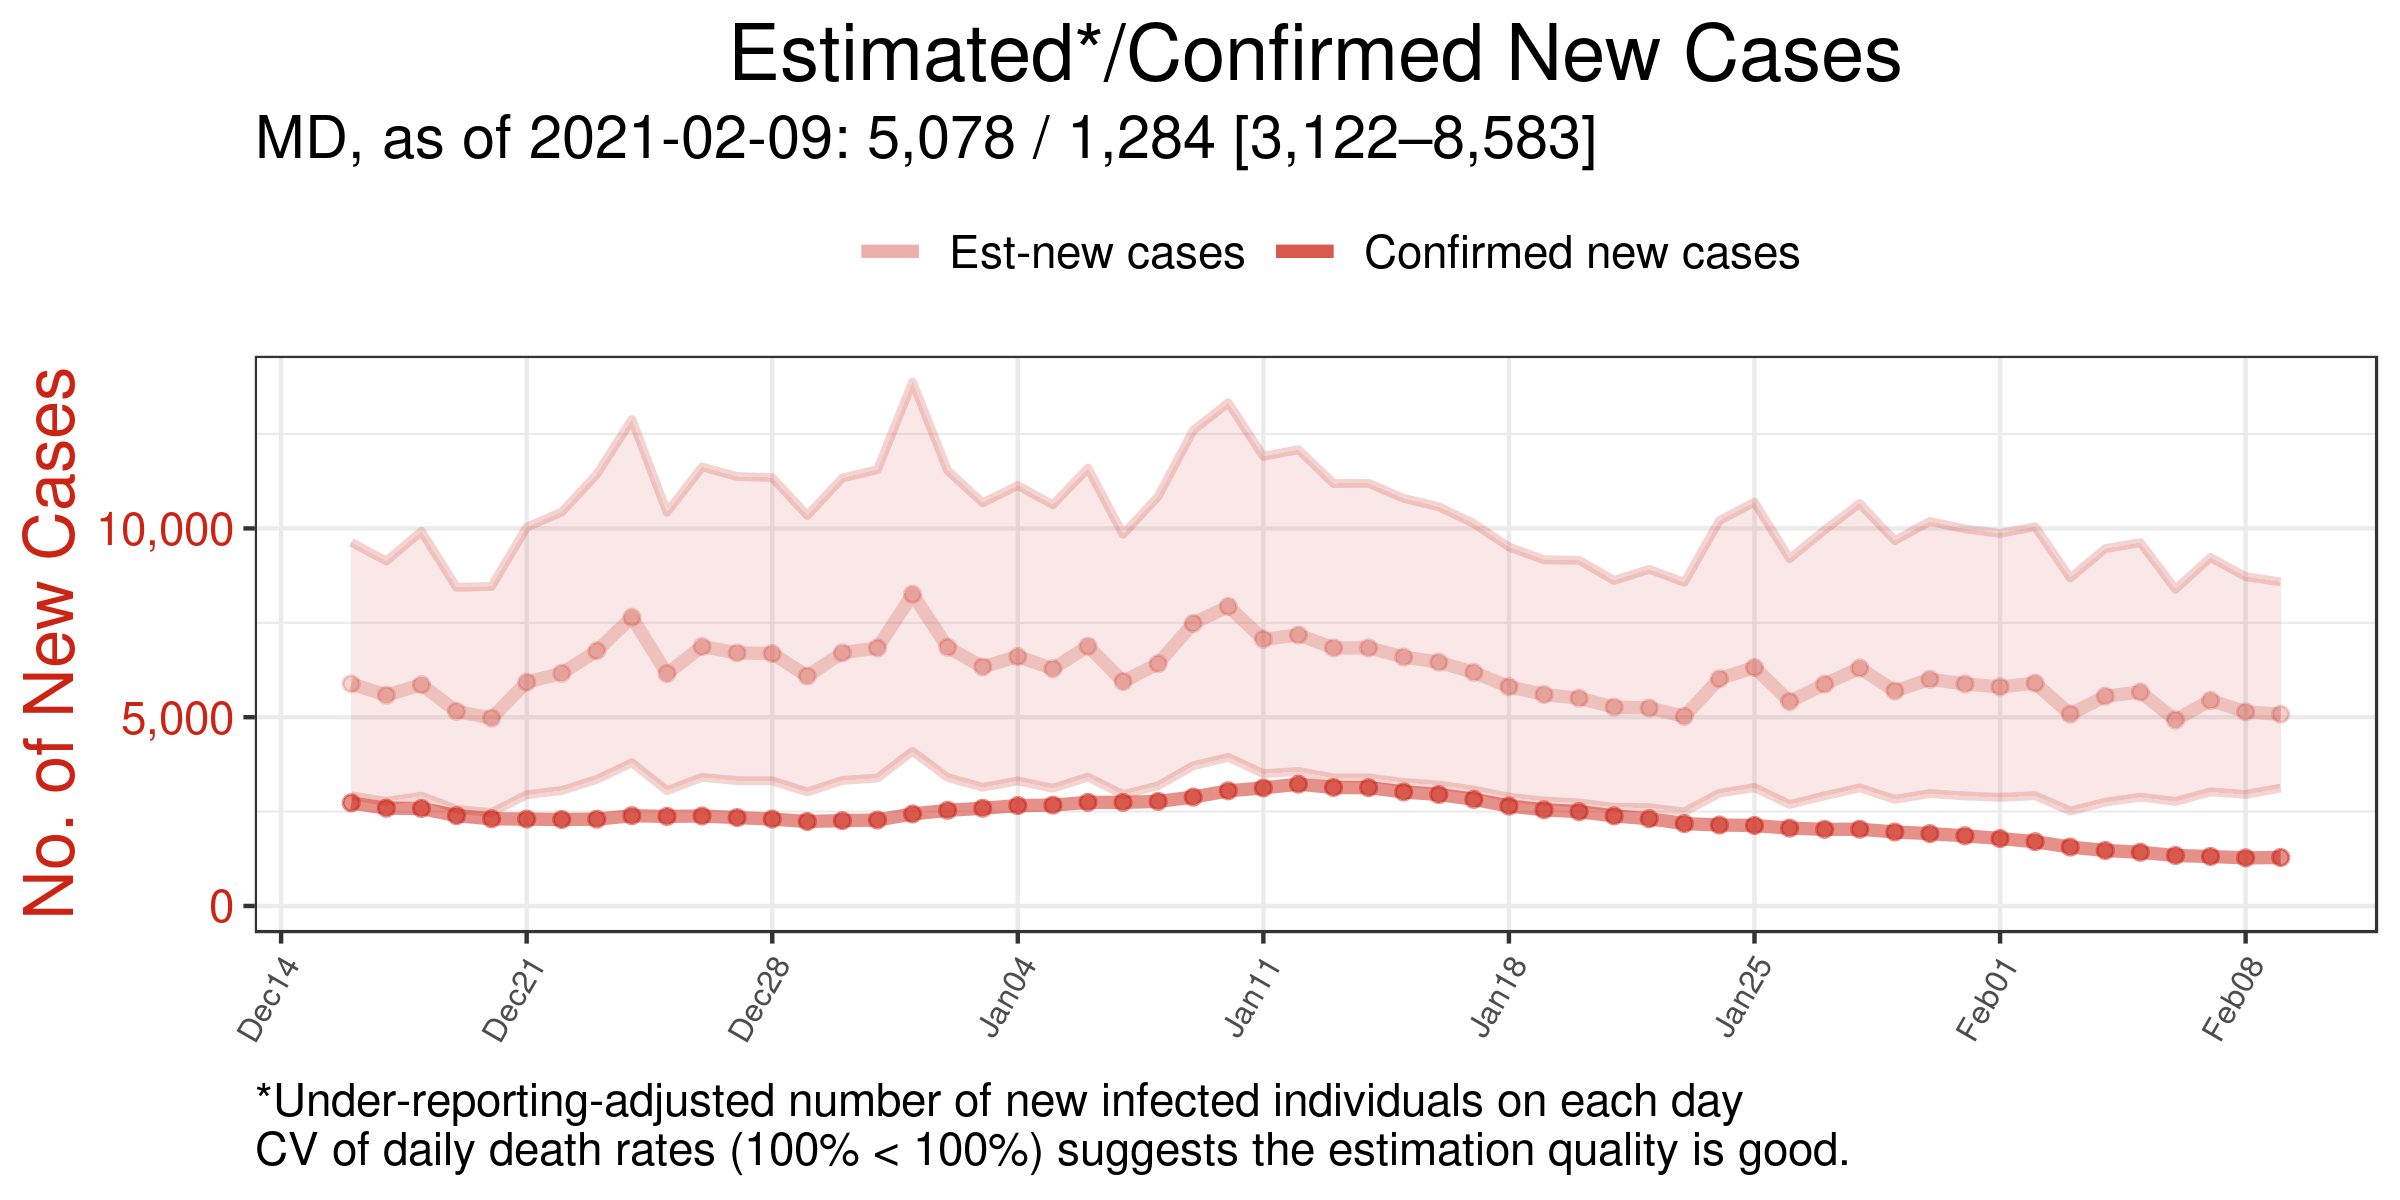 Estimated*/Confirmed New Cases
MD, as of 2021-02-09: 5,078 / 1,284 [3,122–8,583]
Est-new cases
Confirmed new cases
No. of New Cases
10,000
5,000
0
Dec14
Dec21
Dec28
Jan04
Jan11
Jan18
Jan25
Feb01
Feb08
*Under-reporting-adjusted number of new infected individuals on each day
CV of daily death rates (100% < 100%) suggests the estimation quality is good.